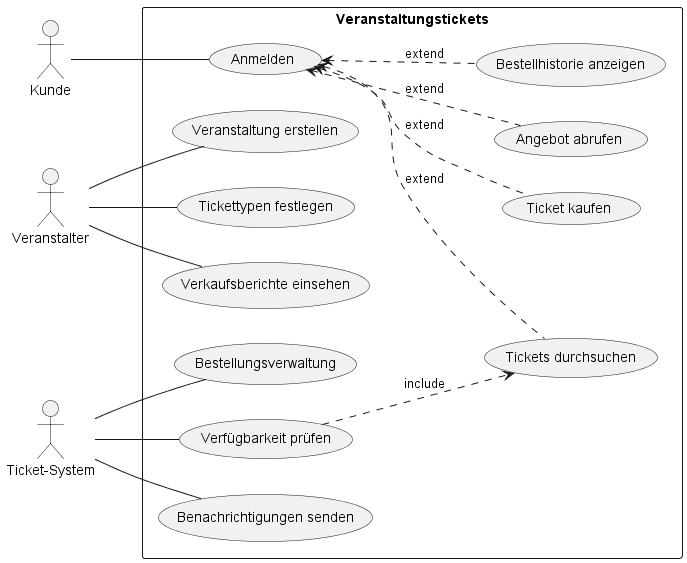 Veranstaltungstickets
Kunde
Anmelden
extend
Bestellhistorie anzeigen
extend
Angebot abrufen
extend
Ticket kaufen
extend
Tickets durchsuchen
Veranstalter
Veranstaltung erstellen
Tickettypen festlegen
Verkaufsberichte einsehen
Ticket-System
Bestellungsverwaltung
include
Verfügbarkeit prüfen
Benachrichtigungen senden